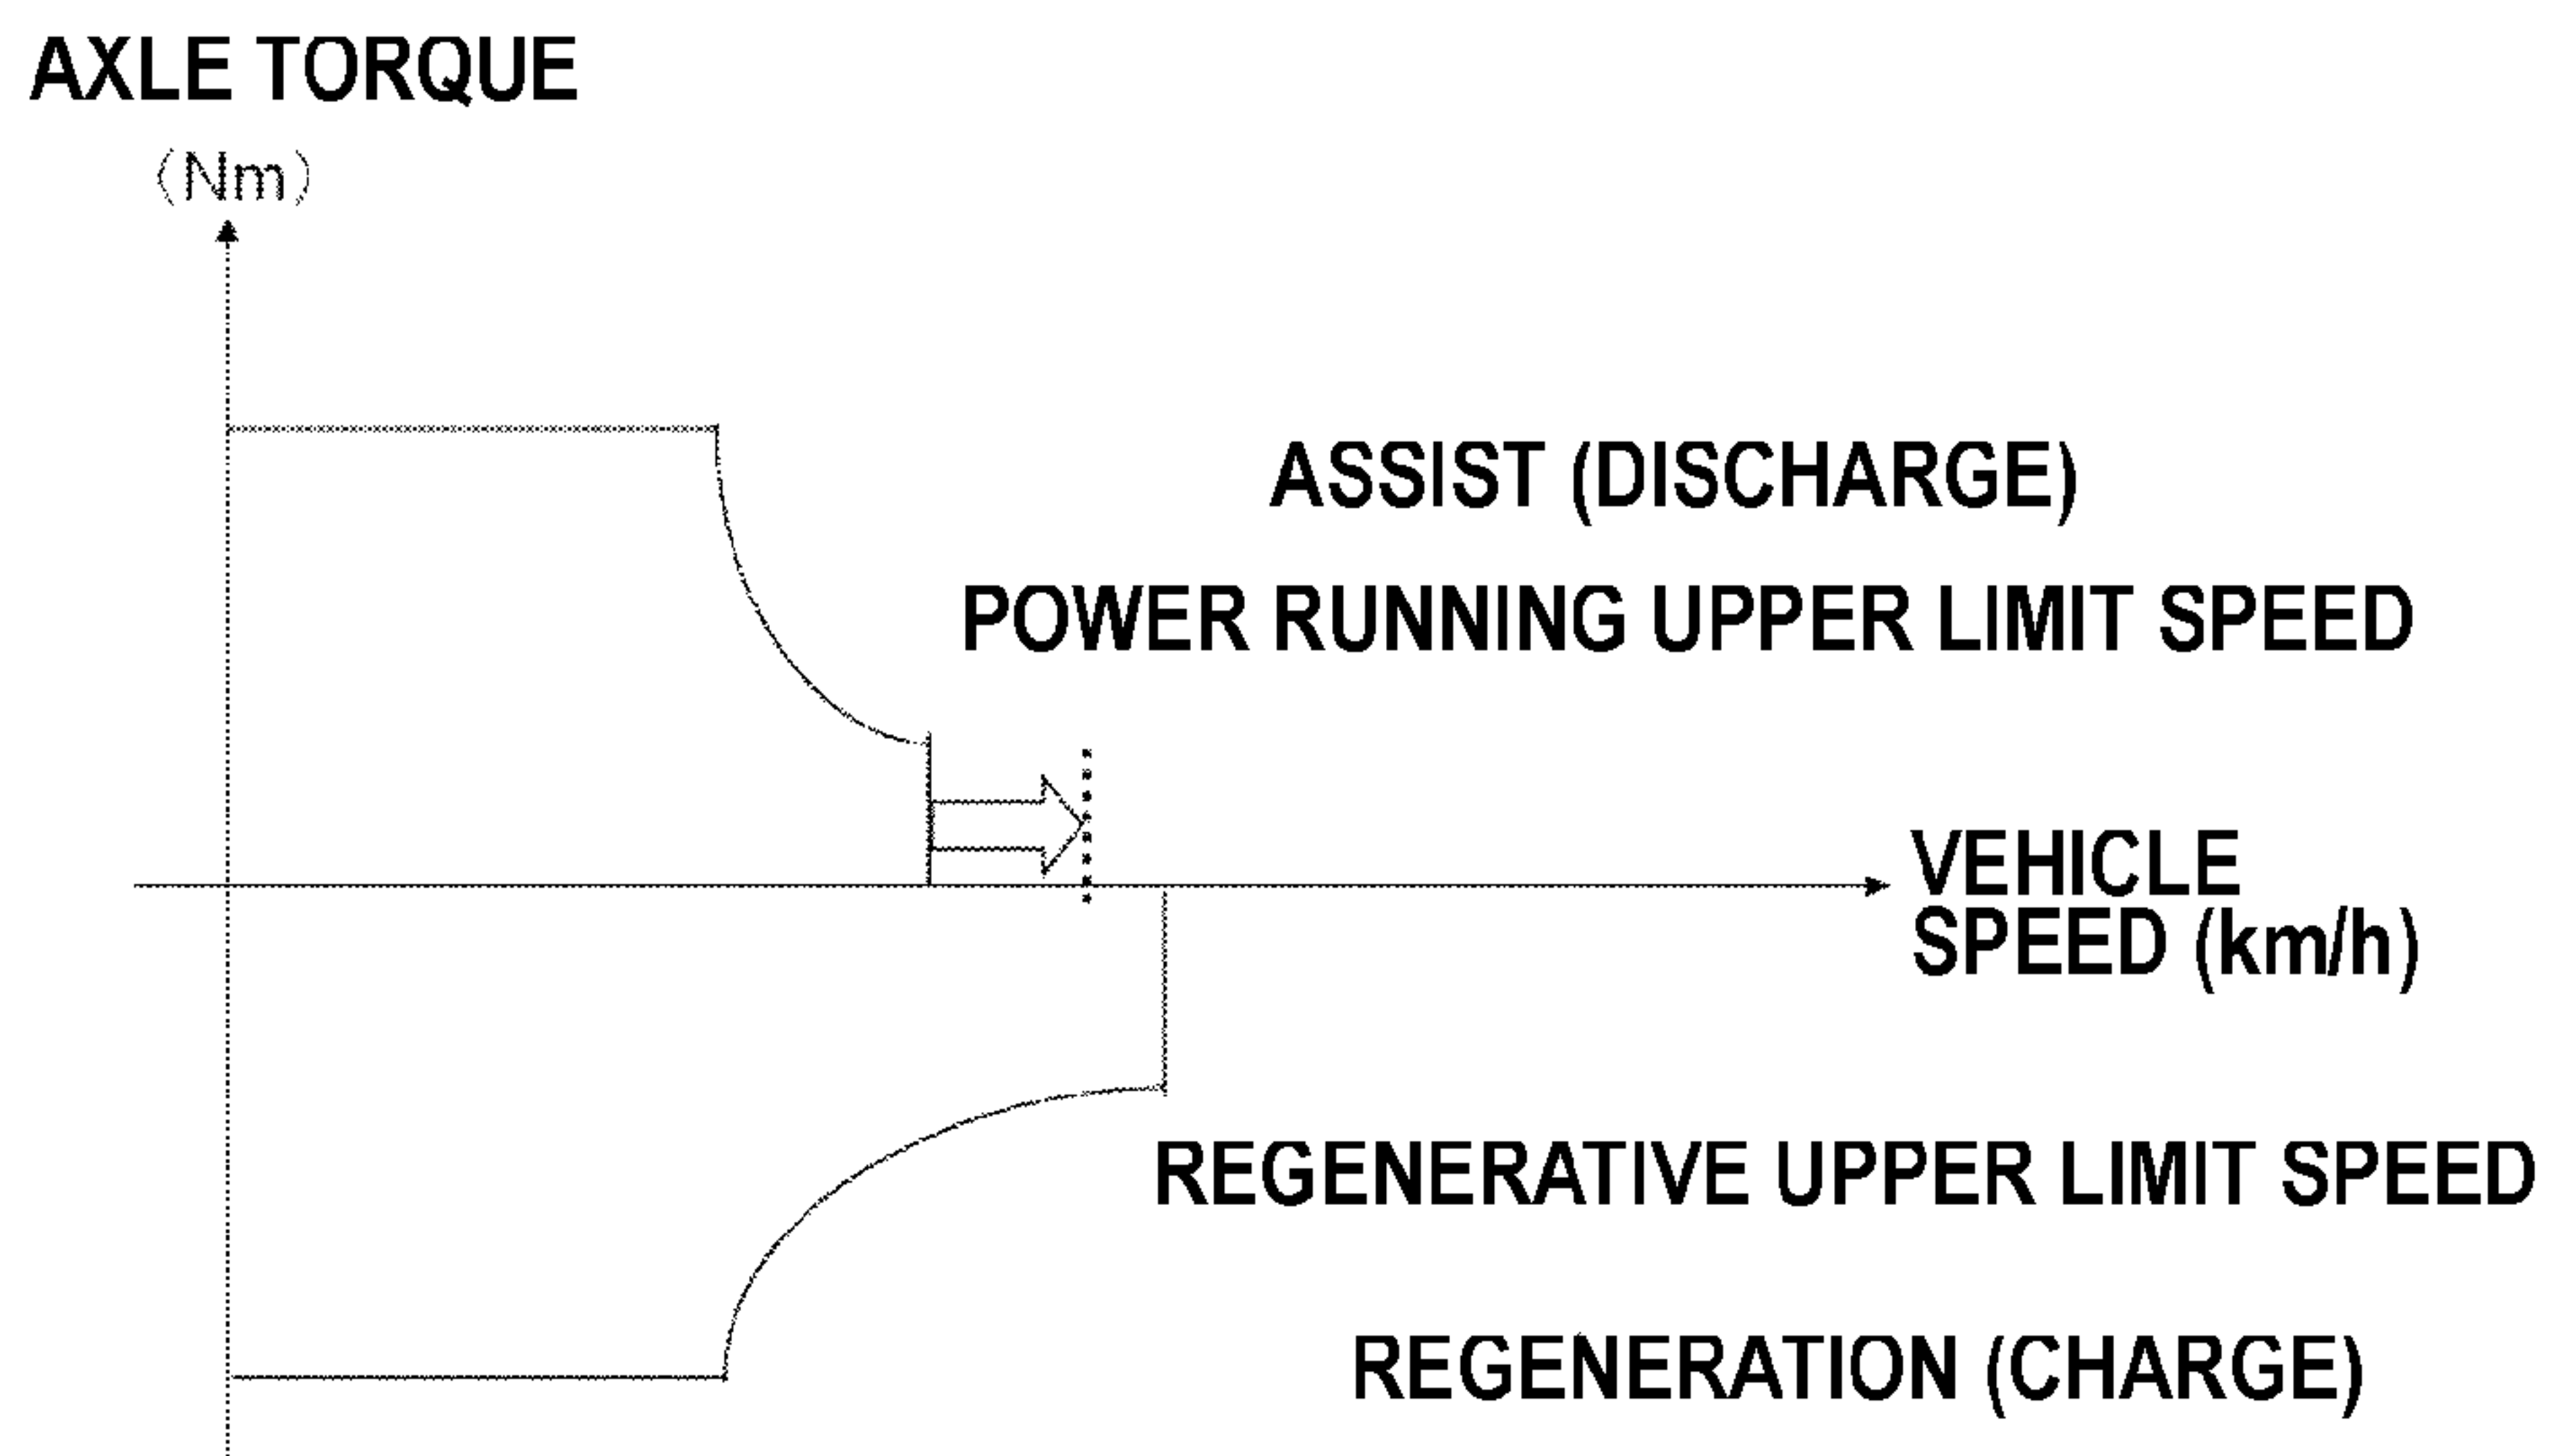 AXLE TORQUE
(Nm)
ASSIST (DISCHARGE)
POWER RUNNING UPPER LIMIT SPEED
VEHICLE
SPEED (km/h)
REGENERATIVE UPPER LIMIT SPEED
REGENERATION (CHARGE)